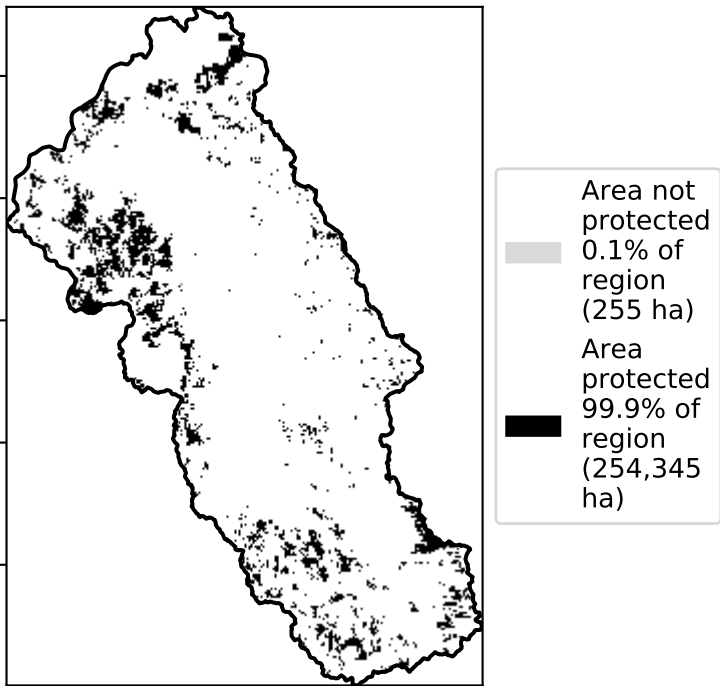 Area not
protected
0.1% of
region
(255 ha)
Area
protected
99.9% of
region
(254,345
ha)